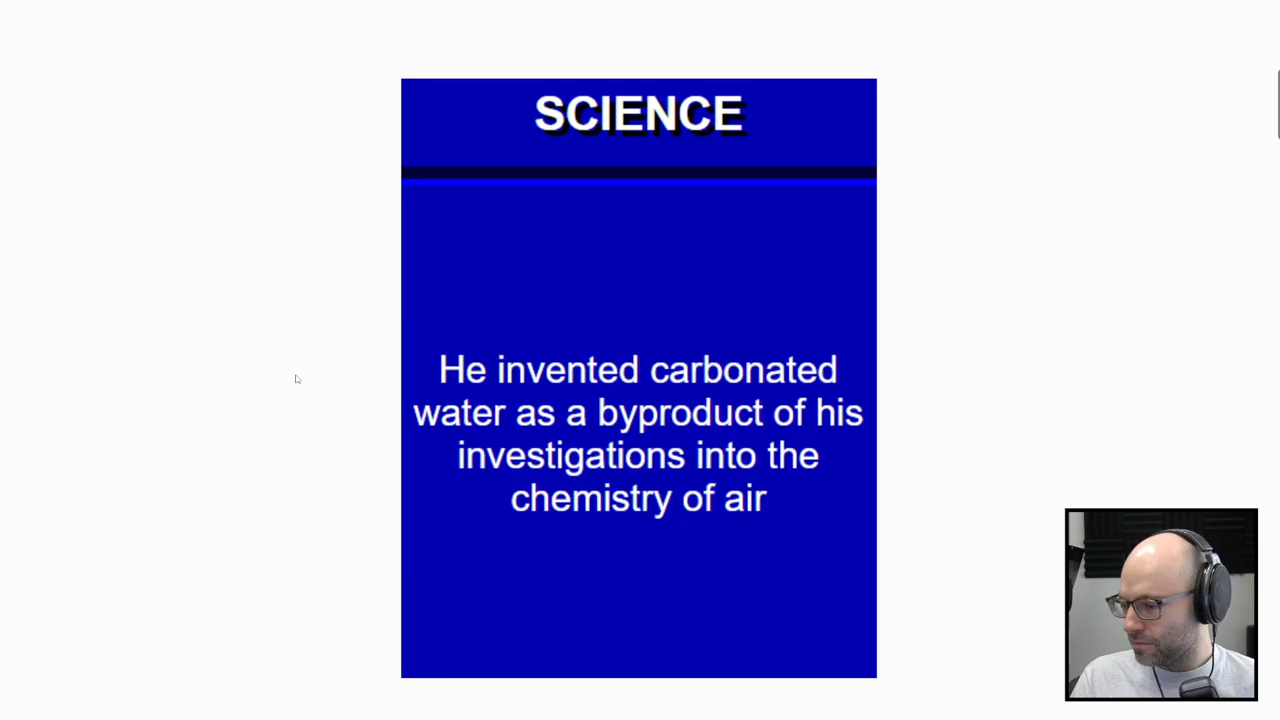 SCIENCE
He invented carbonated
water as a byproduct of his
investigations into the
chemistry of air